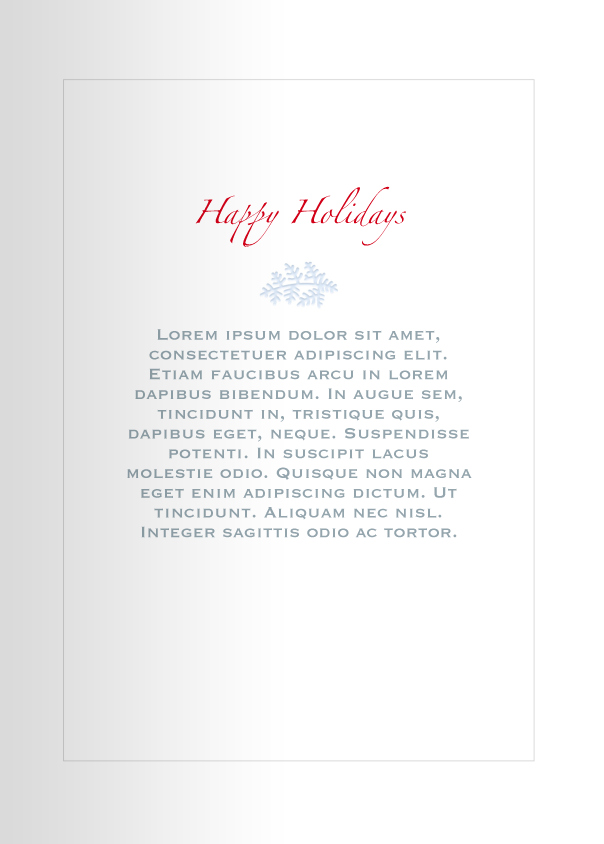 Happy Holidays
Lorem ipsum dolor sit amet,
consectetuer adipiscing elit.
Etiam faucibus arcu in lorem
dapibus bibendum. In augue sem,
tincidunt in, tristique quis,
dapibus eget, neque. Suspendisse
potenti. In suscipit lacus
molestie odio. Quisque non magna
eget enim adipiscing dictum. Ut
tincidunt. Aliquam nec nisl.
Integer sagittis odio ac tortor.